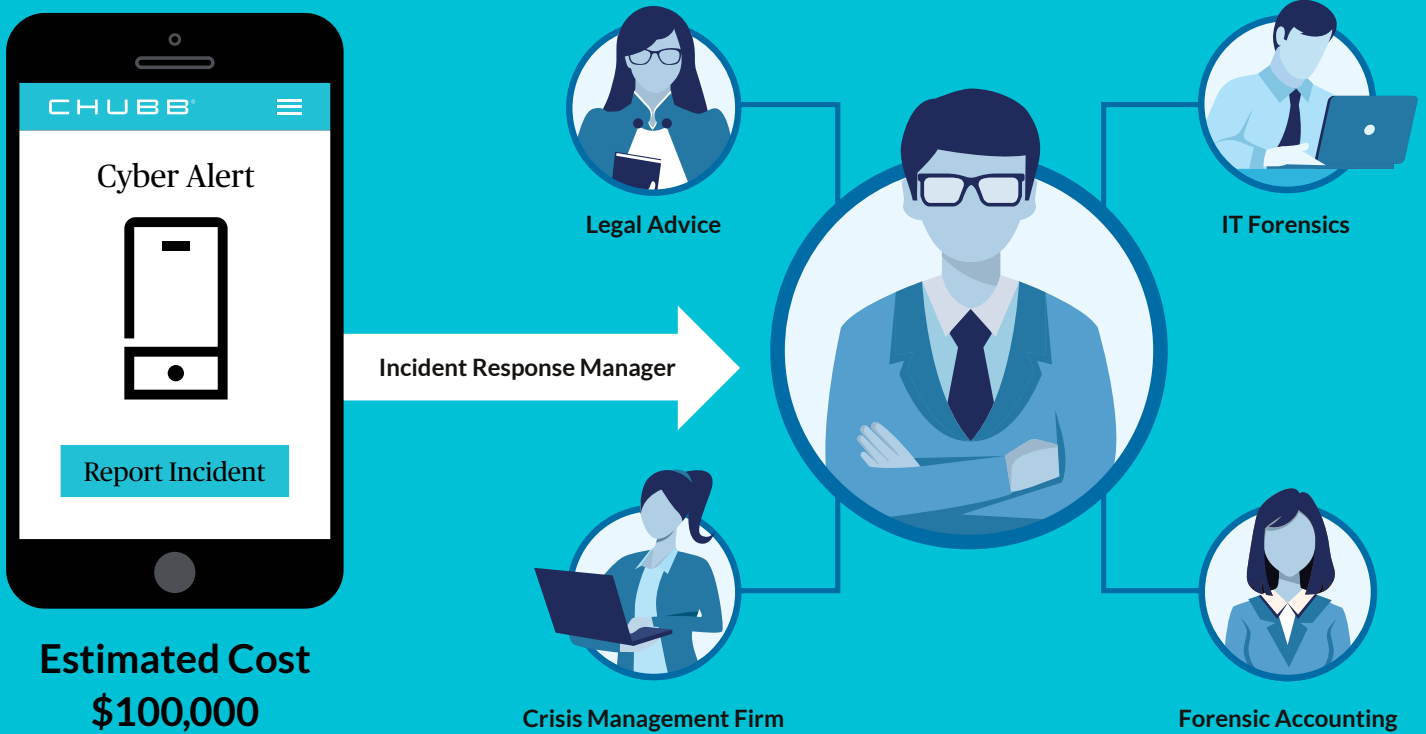 CHUBB®
Cyber Alert
Report Incident
Estimated Cost
$100,000
Incident Response Manager
Legal Advice
IT Forensics
Crisis Management Firm
Forensic Accounting